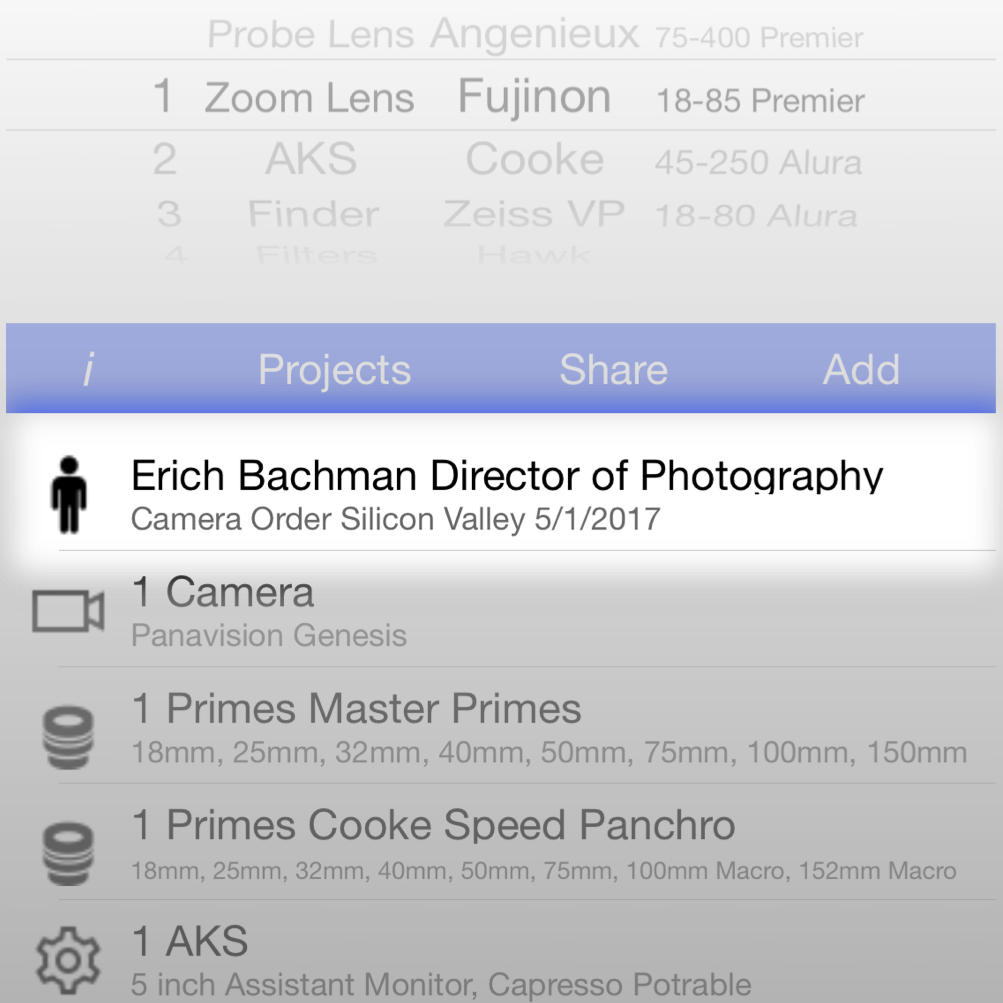 Probe Lens Angenieux 75-400 Premier
1 Zoom Lens Fujinon 18-85 Premier
2 AKS Cooke 45-250 Alura
3 Finder Zeiss VP 18-80 Alura
4 Filters Hawk
i Projects Share Add
Erich Bachman Director of Photography
Camera Order Silicon Valley 5/1/2017
1 Camera
Panavision Genesis
1 Primes Master Primes
18mm, 25mm, 32mm, 40mm, 50mm, 75mm, 100mm, 150mm
1 Primes Cooke Speed Panchro
18mm, 25mm, 32mm, 40mm, 50mm, 75mm, 100mm Macro, 152mm Macro
1 AKS
5 inch Assistant Monitor, Capresso Potrable